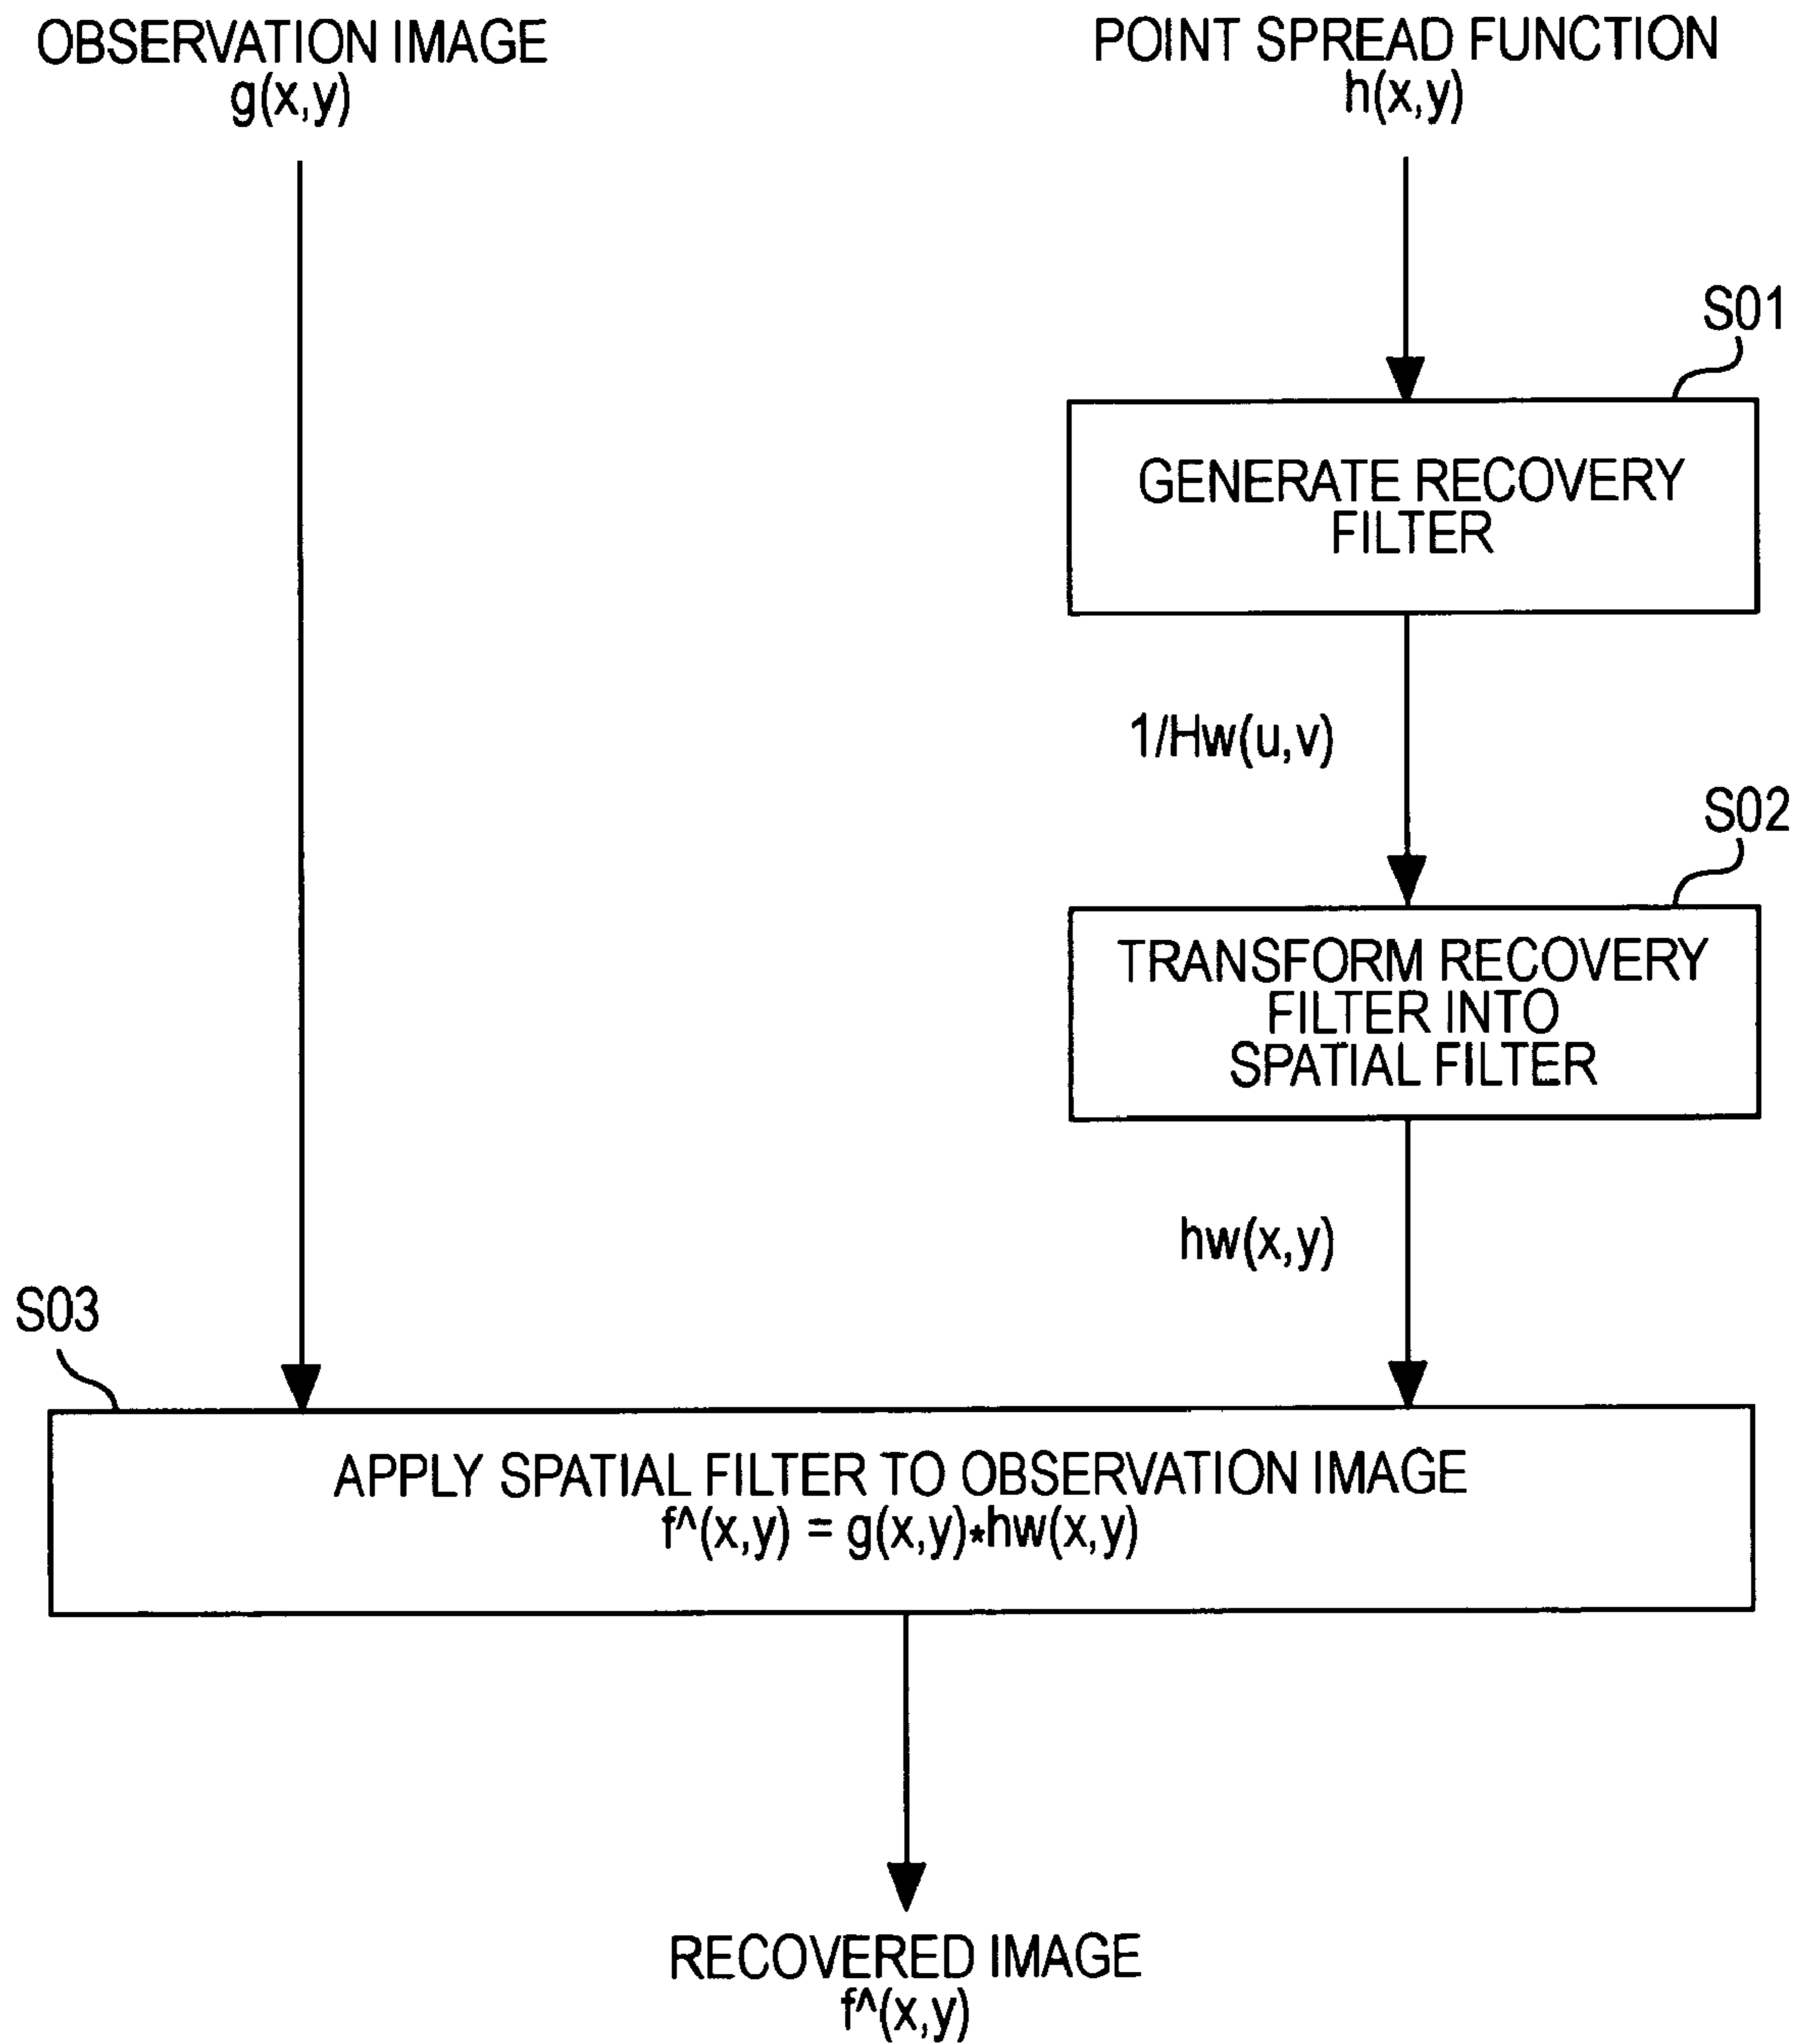 OBSERVATION IMAGE
g(x,y)
POINT SPREAD FUNCTION
h(x,y)
S01
GENERATE RECOVERY
FILTER
1/Hw(u,v)
S02
TRANSFORM RECOVERY
FILTER INTO
SPATIAL FILTER
hw(x,y)
S03
APPLY SPATIAL FILTER TO OBSERVATION IMAGE
f^(x,y) = g(x,y)*hw(x,y)
RECOVERED IMAGE
f^(x,y)